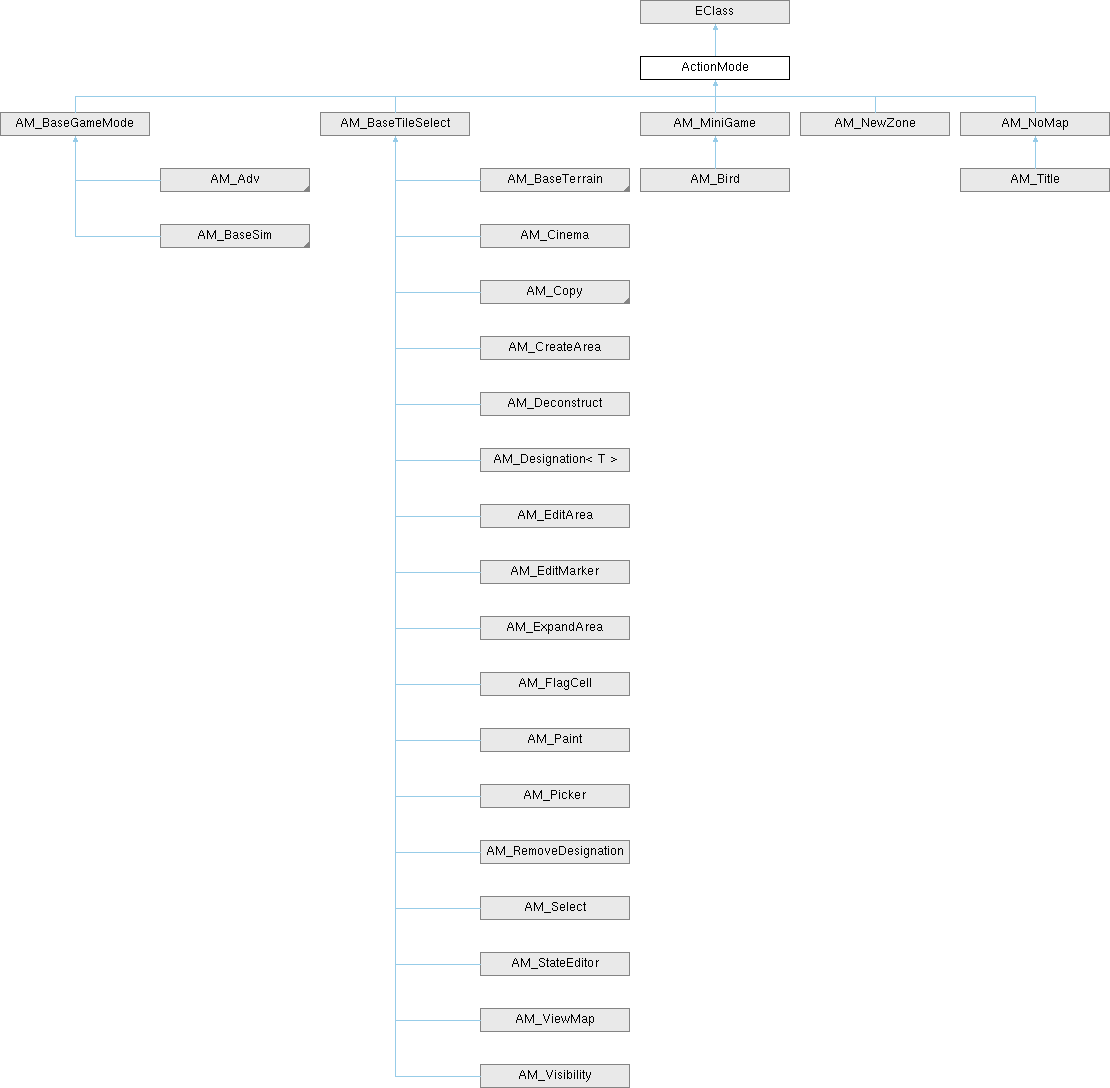 EClass
ActionMode
AM_BaseGameMode
AM_BaseTileSelect
AM_MiniGame
AM_NewZone
AM_NoMap
AM_Adv
AM_BaseTerrain
AM_Bird
AM_Title
AM_BaseSim
AM_Cinema
AM_Copy
AM_CreateArea
AM_Deconstruct
AM_Designation< T >
AM_EditArea
AM_EditMarker
AM_ExpandArea
AM_FlagCell
AM_Paint
AM_Picker
AM_RemoveDesignation
AM_Select
AM_StateEditor
AM_ViewMap
AM_Visibility